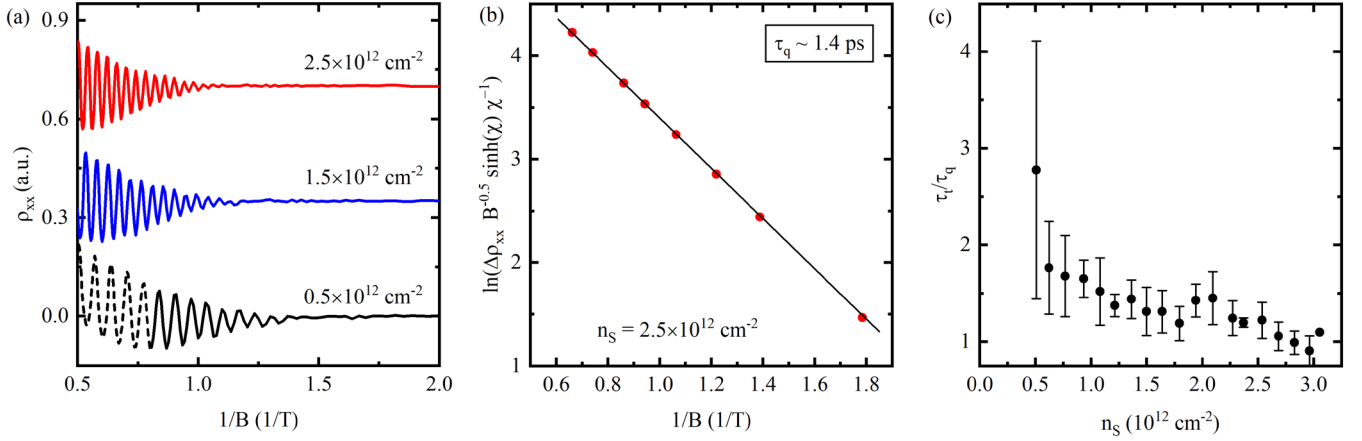 (a)
2.5×10¹² cm⁻²
1.5×10¹² cm⁻²
0.5×10¹² cm⁻²
0.9
0.6
0.3
0.0
ρxx (a.u.)
0.5 1.0 1.5 2.0
1/B (1/T)
(b)
τq ~ 1.4 ps
nS = 2.5×10¹² cm⁻²
4
3
2
1
ln(Δρxx B⁻⁰·⁵ sinh(χ) χ⁻¹)
0.6 0.8 1.0 1.2 1.4 1.6 1.8
1/B (1/T)
(c)
4
3
2
1
τt/τq
0.0 0.5 1.0 1.5 2.0 2.5 3.0
nS (10¹² cm⁻²)